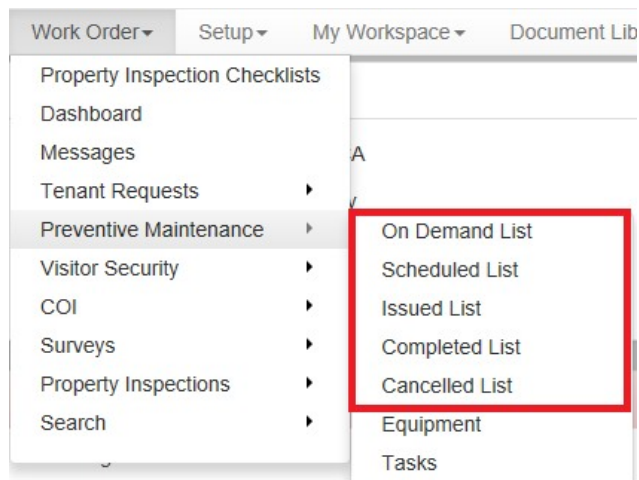 Work Order Setup My Workspace Document Lib
Property Inspection Checklists
Dashboard
Messages
A
Tenant Requests
Preventive Maintenance
On Demand List
Visitor Security
Scheduled List
COI
Issued List
Surveys
Completed List
Property Inspections
Cancelled List
Search
Equipment
Tasks